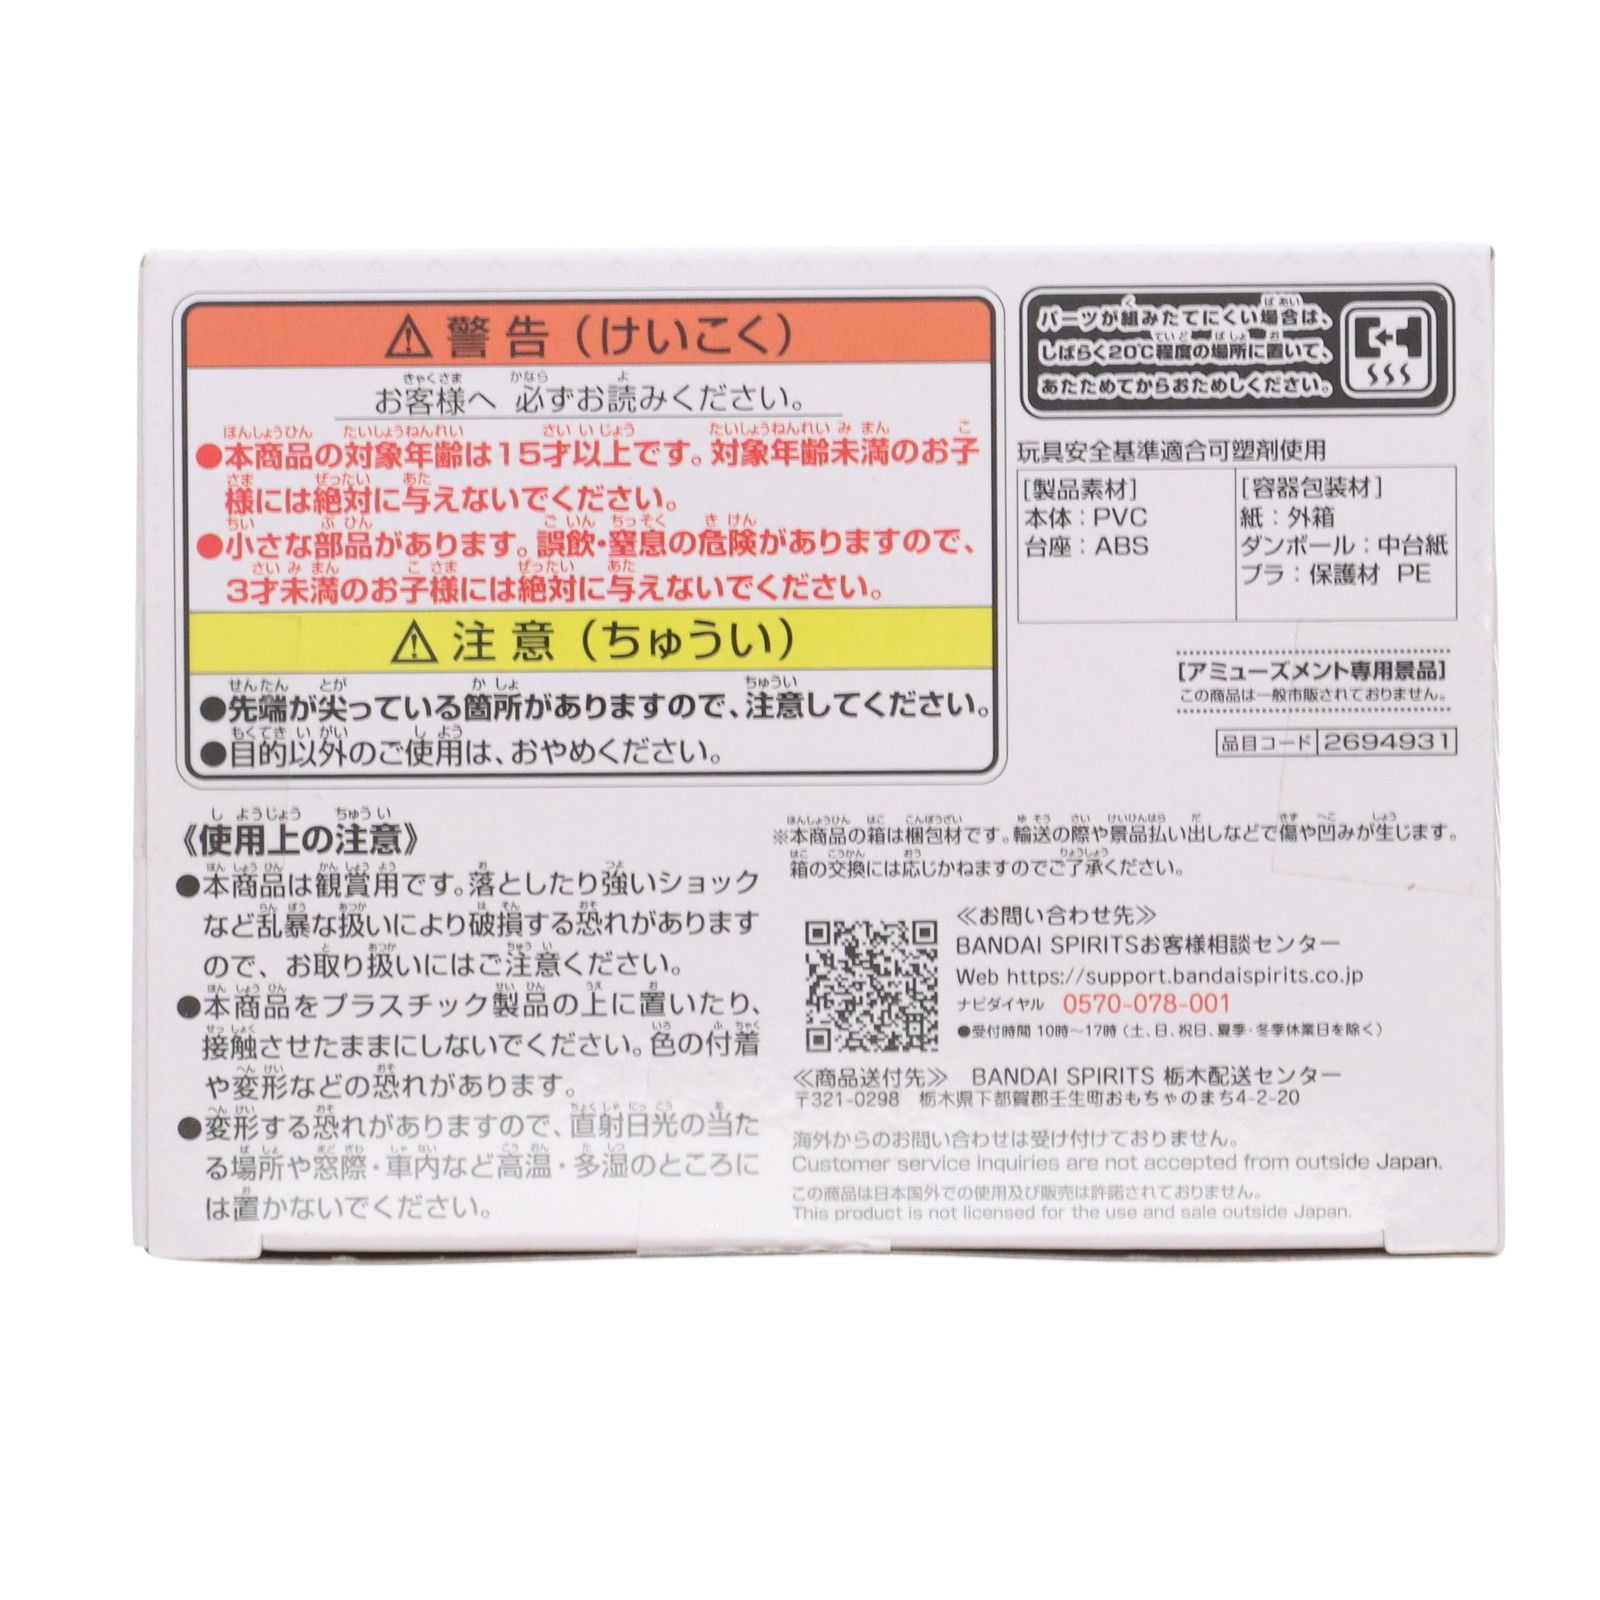 ⚠警告（けいこく）
お客様へ 必ずお読みください。
●本商品の対象年齢は15才以上です。対象年齢未満のお子
様には絶対に与えないでください。
●小さな部品があります。誤飲・窒息の危険がありますので、
3才未満のお子様には絶対に与えないでください。
⚠注意（ちゅうい）
●先端が尖っている箇所がありますので、注意してください。
●目的以外のご使用は、おやめください。
パーツが組みたてにくい場合は、
しばらく20℃程度の場所に置いて、
あたためてからおためしください。
玩具安全基準適合可塑剤使用
[製品素材]
本体：PVC
台座：ABS
[容器包装材]
紙：外箱
ダンボール：中台紙
プラ：保護材 PE
[アミューズメント専用景品]
この商品は一般市販されておりません。
品目コード 2694931
《使用上の注意》
●本商品は観賞用です。落としたり強いショック
など乱暴な扱いにより破損する恐れがあります
ので、お取り扱いにはご注意ください。
●本商品をプラスチック製品の上に置いたり、
接触させたままにしないでください。色の付着
や変形などの恐れがあります。
●変形する恐れがありますので、直射日光の当た
る場所や窓際・車内など高温・多湿のところに
は置かないでください。
※本商品の箱は梱包材です。輸送の際や景品払い出しなどで傷や凹みが生じます。
箱の交換には応じかねますのでご了承ください。
≪お問い合わせ先≫
BANDAI SPIRITSお客様相談センター
Web https://support.bandaispirits.co.jp
ナビダイヤル 0570-078-001
●受付時間 10時～17時（土、日、祝日、夏季・冬季休業日を除く）
≪商品送付先≫ BANDAI SPIRITS 栃木配送センター
〒321-0298 栃木県下都賀郡壬生町おもちゃのまち4-2-20
海外からのお問い合わせは受け付けておりません。
Customer service inquiries are not accepted from outside Japan.
この商品は日本国外での使用及び販売は許諾されておりません。
This product is not licensed for the use and sale outside Japan.